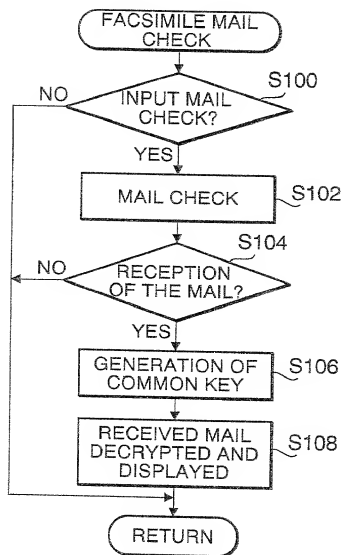 FACSIMILE MAIL
CHECK
S100
NO
INPUT MAIL
CHECK?
YES
MAIL CHECK
S102
S104
NO
RECEPTION
OF THE MAIL?
YES
GENERATION OF
COMMON KEY
S106
RECEIVED MAIL
DECRYPTED AND
DISPLAYED
S108
RETURN